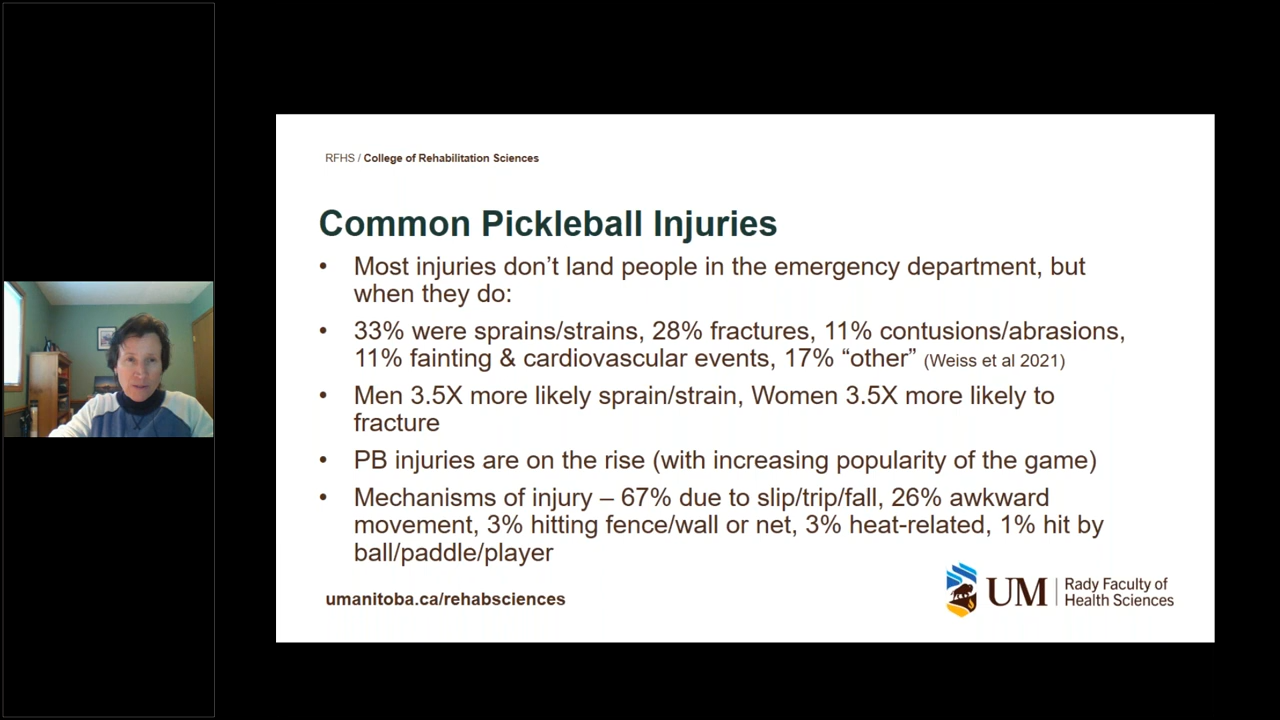 RFHS / College of Rehabilitation Sciences
Common Pickleball Injuries
• Most injuries don’t land people in the emergency department, but
when they do:
• 33% were sprains/strains, 28% fractures, 11% contusions/abrasions,
11% fainting & cardiovascular events, 17% “other” (Weiss et al 2021)
• Men 3.5X more likely sprain/strain, Women 3.5X more likely to
fracture
• PB injuries are on the rise (with increasing popularity of the game)
• Mechanisms of injury – 67% due to slip/trip/fall, 26% awkward
movement, 3% hitting fence/wall or net, 3% heat-related, 1% hit by
ball/paddle/player
umanitoba.ca/rehabsciences
UM
Rady Faculty of
Health Sciences